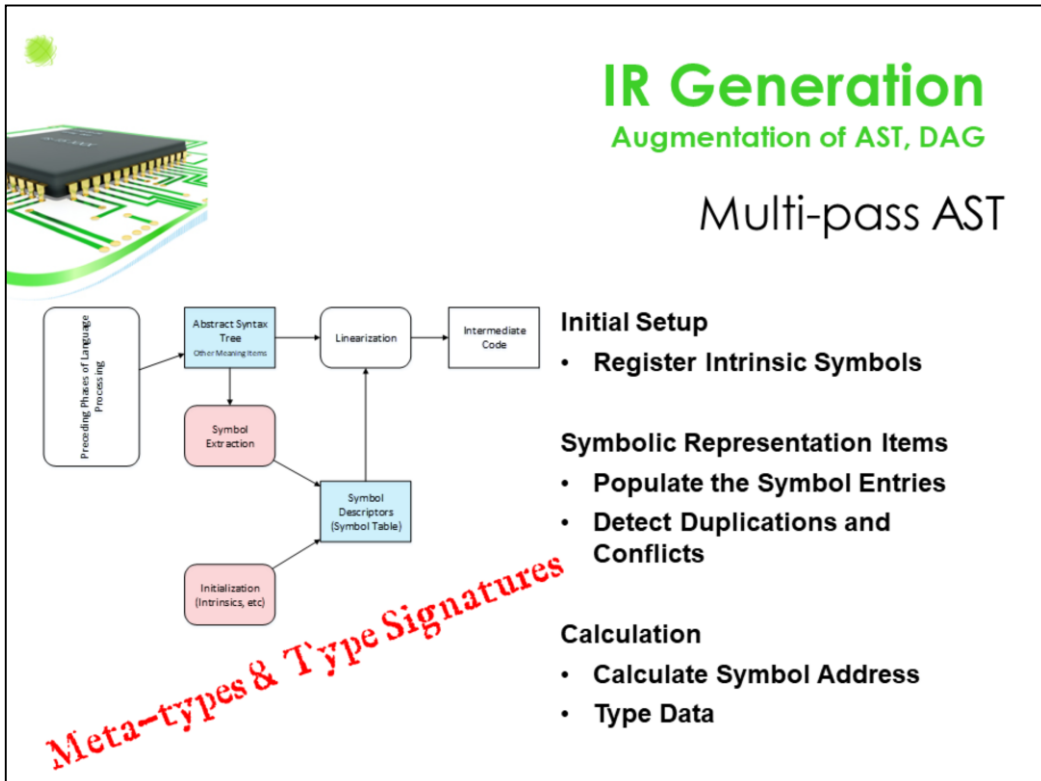 IR Generation
Augmentation of AST, DAG
Multi-pass AST
Preceding Phases of Language
Processing
Abstract Syntax
Tree
Other Meaning Items
Linearization
Intermediate
Code
Symbol
Extraction
Symbol
Descriptors
(Symbol Table)
Initialization
(Intrinsics, etc)
Meta-types & Type Signatures
Initial Setup
• Register Intrinsic Symbols
Symbolic Representation Items
• Populate the Symbol Entries
• Detect Duplications and
Conflicts
Calculation
• Calculate Symbol Address
• Type Data